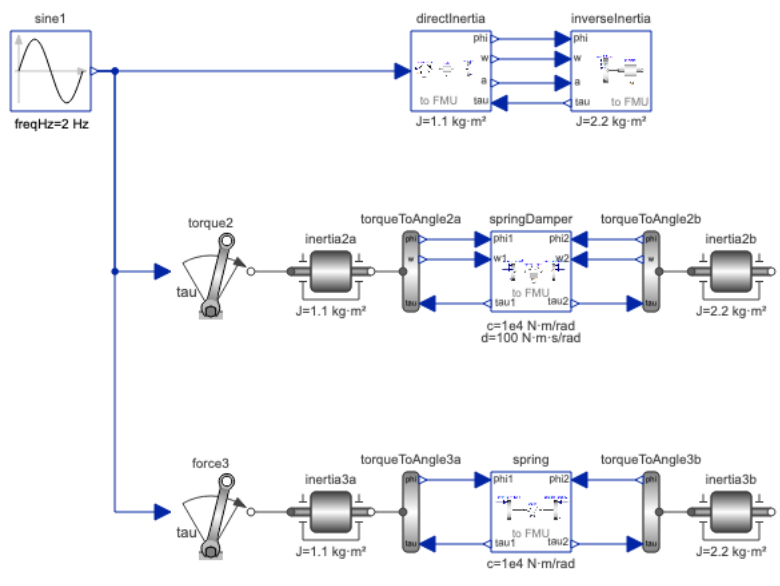 sine1
directInertia
inverseInertia
phi
phi
w
w
a
a
tau
tau
to FMU
to FMU
freqHz=2 Hz
J=1.1 kg·m²
J=2.2 kg·m²
torque2
torqueToAngle2a
springDamper
torqueToAngle2b
inertia2a
inertia2b
phi
phi1
phi2
phi
w
w1
w2
w
tau
to FMU
tau
tau1
tau2
tau
J=1.1 kg·m²
J=2.2 kg·m²
c=1e4 N·m/rad
d=100 N·m·s/rad
force3
torqueToAngle3a
spring
torqueToAngle3b
inertia3a
inertia3b
phi
phi1
phi2
phi
tau
to FMU
tau
tau1
tau2
tau
J=1.1 kg·m²
J=2.2 kg·m²
c=1e4 N·m/rad